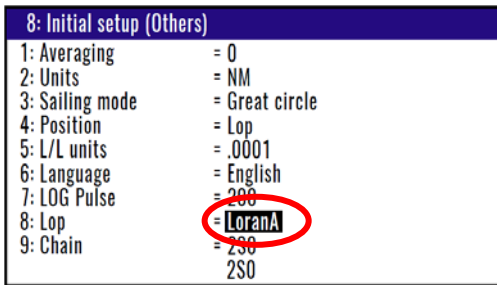 8: Initial setup (Others)
1: Averaging = 0
2: Units = NM
3: Sailing mode = Great circle
4: Position = Lop
5: L/L units = .0001
6: Language = English
7: LOG Pulse = 200
8: Lop = LoranA
9: Chain = 2S0
2S0